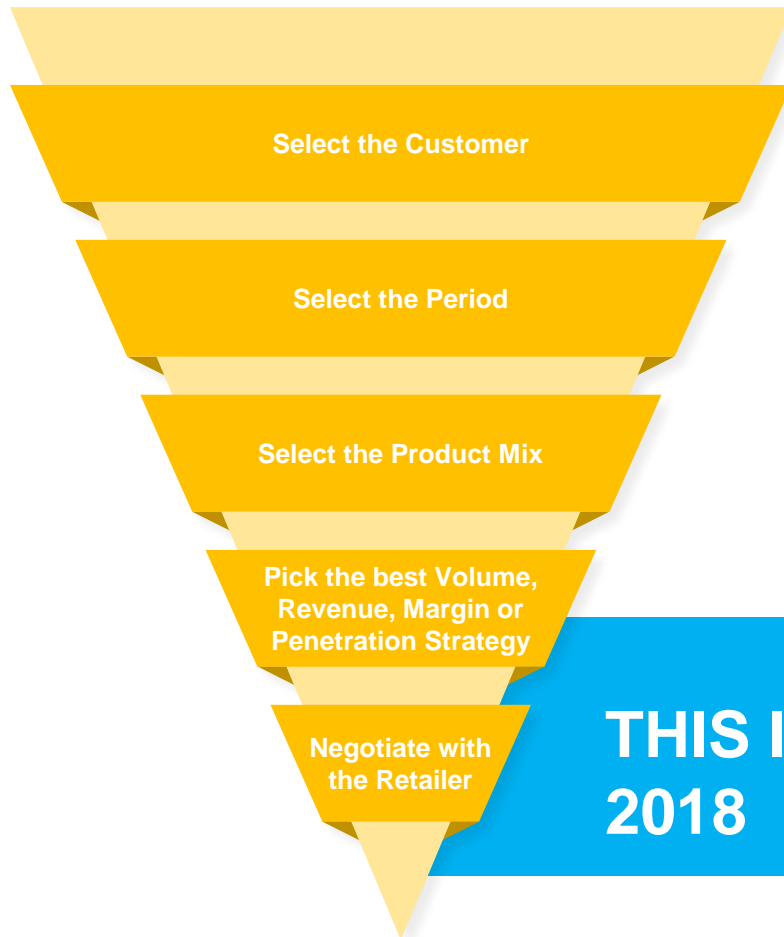 Select the Customer
Select the Period
Select the Product Mix
Pick the best Volume,
Revenue, Margin or
Penetration Strategy
Negotiate with
the Retailer
THIS I
2018